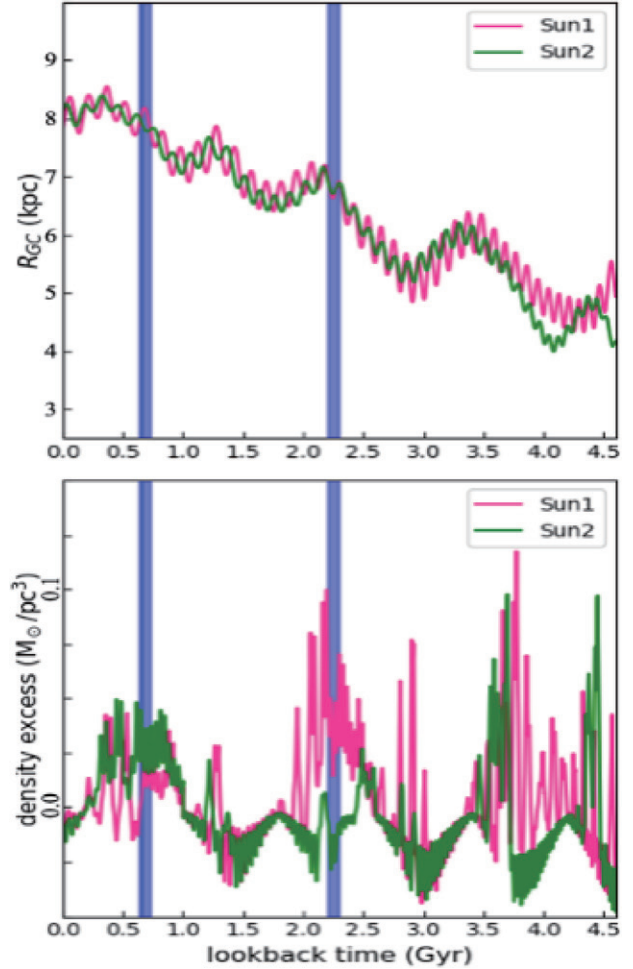 Sun1
Sun2
9
8
7
6
5
4
3
R_GC (kpc)
0.0 0.5 1.0 1.5 2.0 2.5 3.0 3.5 4.0 4.5
Sun1
Sun2
0.1
0.0
density excess (M☉/pc³)
0.0 0.5 1.0 1.5 2.0 2.5 3.0 3.5 4.0 4.5
lookback time (Gyr)